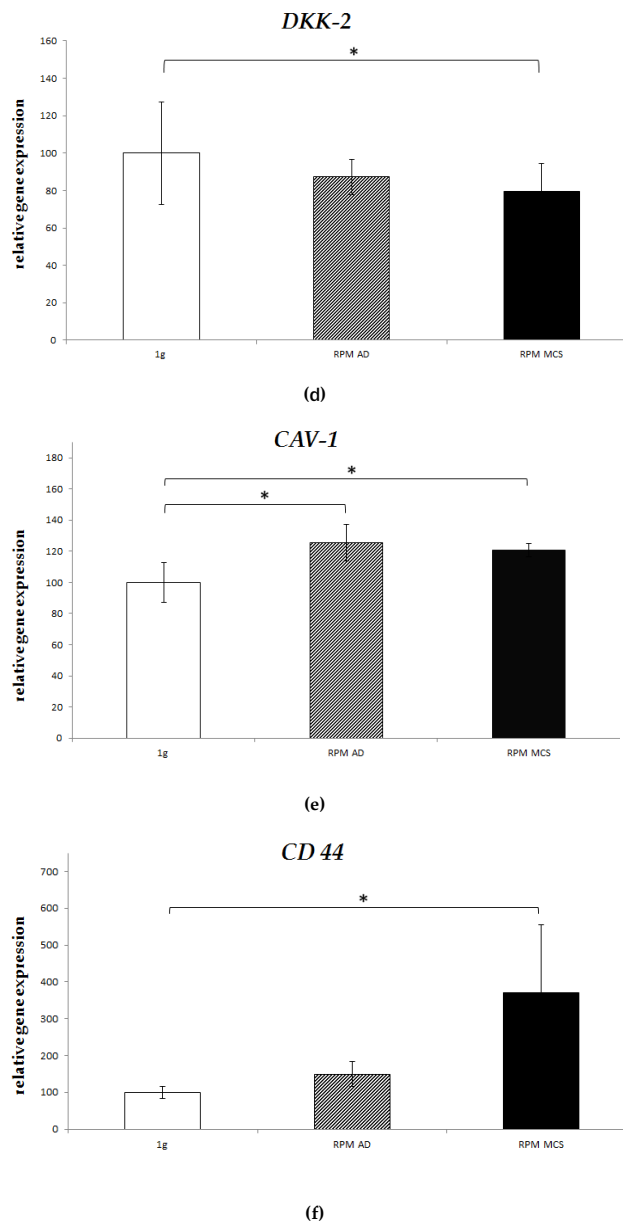 DKK-2
*
relative gene expression
160
140
120
100
80
60
40
20
0
1g RPM AD RPM MCS
(d)
CAV-1
*
*
relative gene expression
180
160
140
120
100
80
60
40
20
0
1g RPM AD RPM MCS
(e)
CD 44
*
relative gene expression
700
600
500
400
300
200
100
0
1g RPM AD RPM MCS
(f)